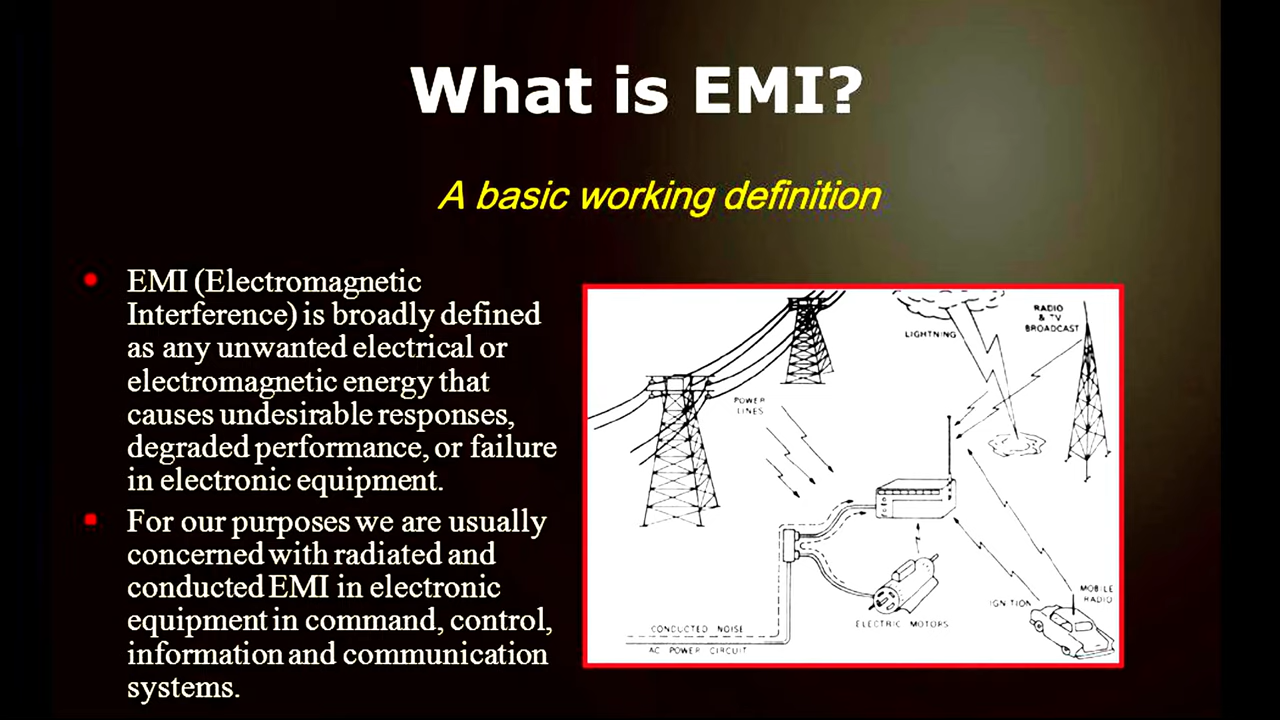 What is EMI?
A basic working definition
EMI (Electromagnetic
Interference) is broadly defined
as any unwanted electrical or
electromagnetic energy that
causes undesirable responses,
degraded performance, or failure
in electronic equipment.
For our purposes we are usually
concerned with radiated and
conducted EMI in electronic
equipment in command, control,
information and communication
systems.
RADIO
& TV
BROADCAST
LIGHTNING
POWER
LINES
MOBILE
RADIO
IGNITION
ELECTRIC MOTORS
CONDUCTED NOISE
AC POWER CIRCUIT